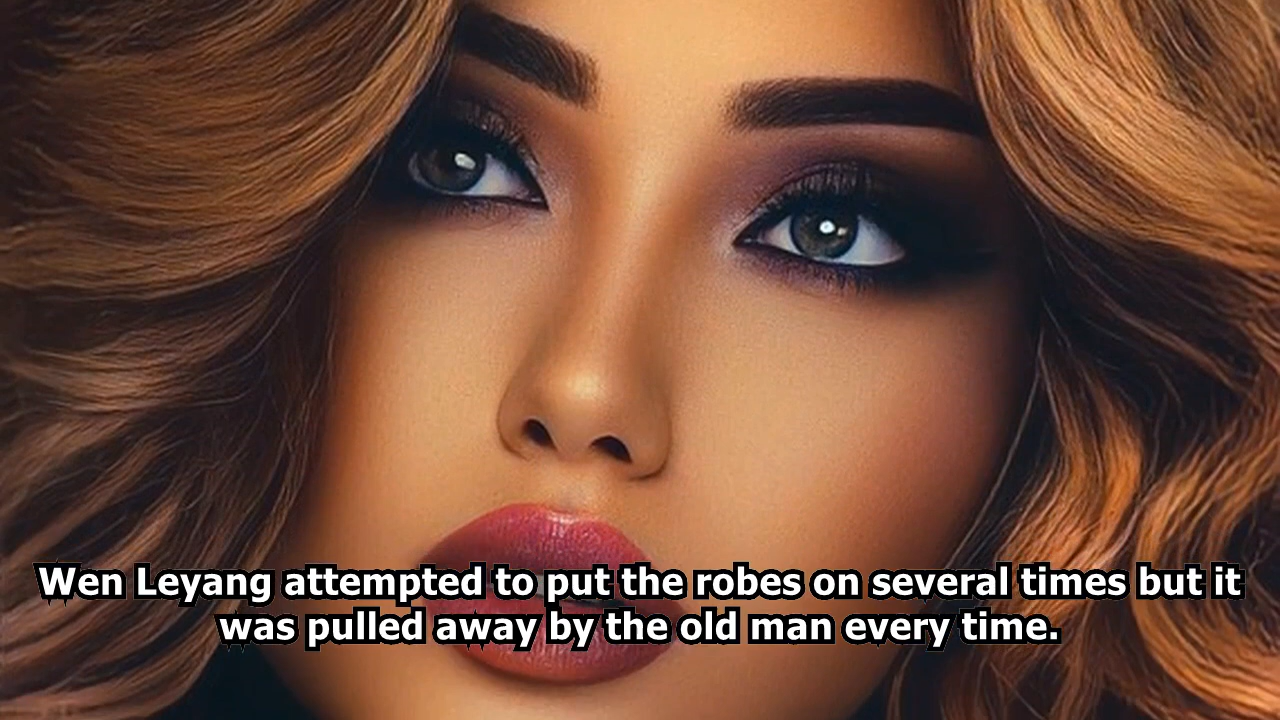 Wen Leyang attempted to put the robes on several times but it
was pulled away by the old man every time.